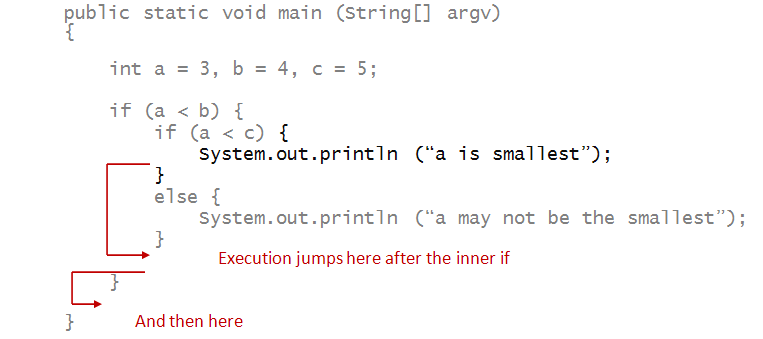 public static void main (String[] argv)
{
int a = 3, b = 4, c = 5;
if (a < b) {
if (a < c) {
System.out.println (“a is smallest”);
}
else {
System.out.println (“a may not be the smallest”);
}
Execution jumps here after the inner if
}
}
And then here